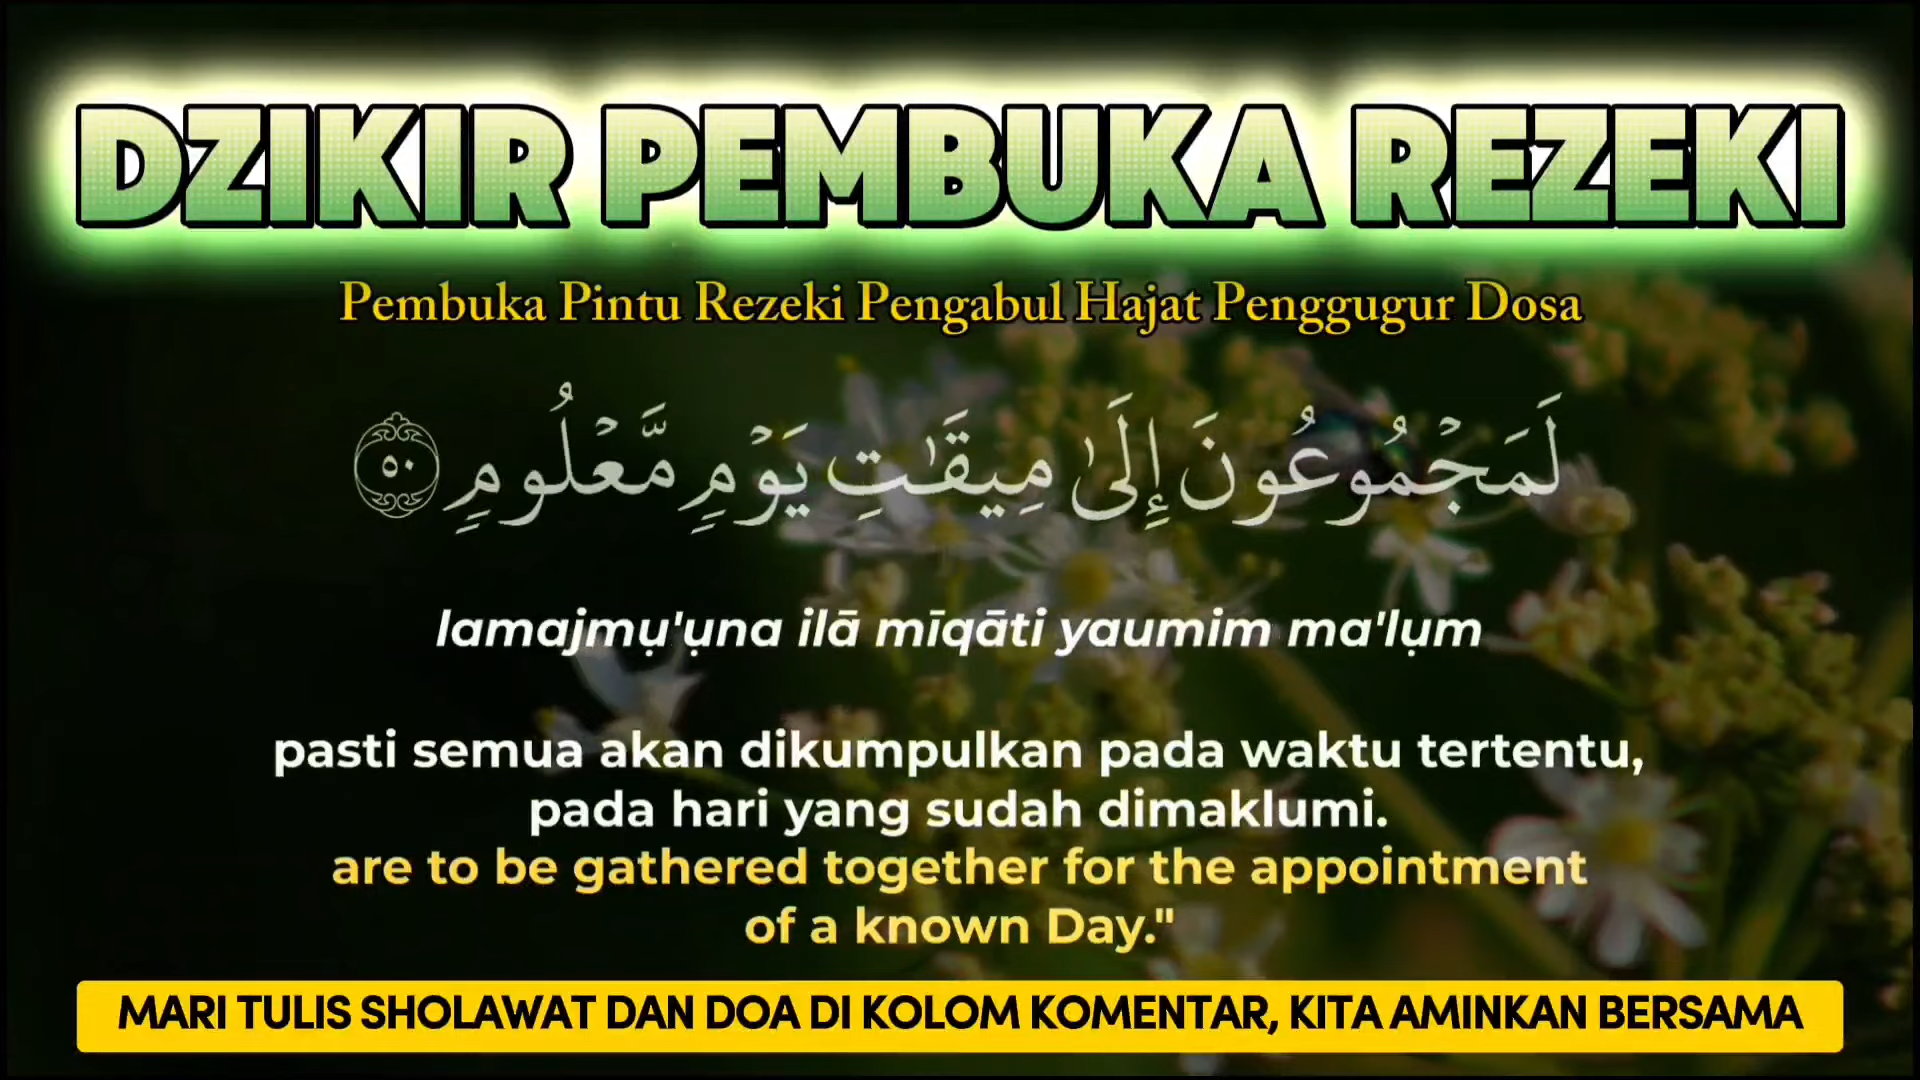 DZIKIR PEMBUKA REZEKI
Pembuka Pintu Rezeki Pengabul Hajat Penggugur Dosa
لَمَجْمُوعُونَ إِلَىٰ مِيقَٰتِ يَوْمٍ مَّعْلُومٍ ۝٥٠
lamajmụ'ụna ilā mīqāti yaumim ma'lụm
pasti semua akan dikumpulkan pada waktu tertentu,
pada hari yang sudah dimaklumi.
are to be gathered together for the appointment
of a known Day."
MARI TULIS SHOLAWAT DAN DOA DI KOLOM KOMENTAR, KITA AMINKAN BERSAMA